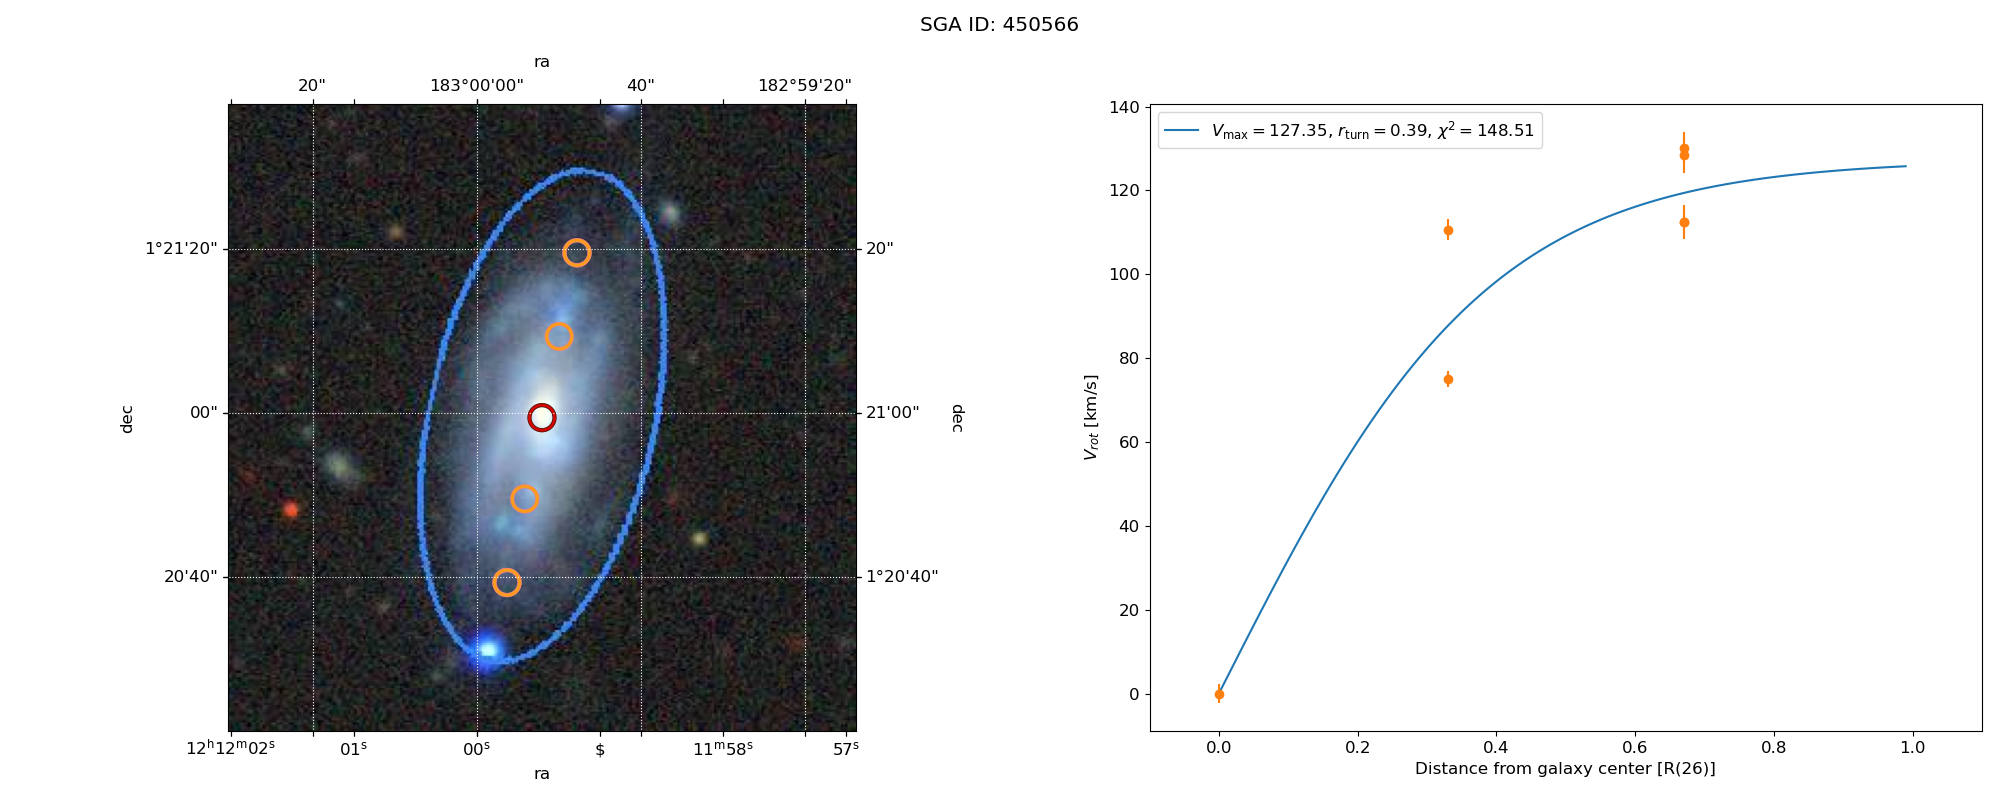 SGA ID: 450566
ra
20" 183°00'00" 40" 182°59'20"
1°21'20" 20"
00" 21'00"
20'40" 1°20'40"
dec
dec
12ʰ12ᵐ02ˢ 01ˢ 00ˢ $ 11ᵐ58ˢ 57ˢ
ra
V_max = 127.35, r_turn = 0.39, χ² = 148.51
140
120
100
80
60
40
20
0
V_rot [km/s]
0.0 0.2 0.4 0.6 0.8 1.0
Distance from galaxy center [R(26)]